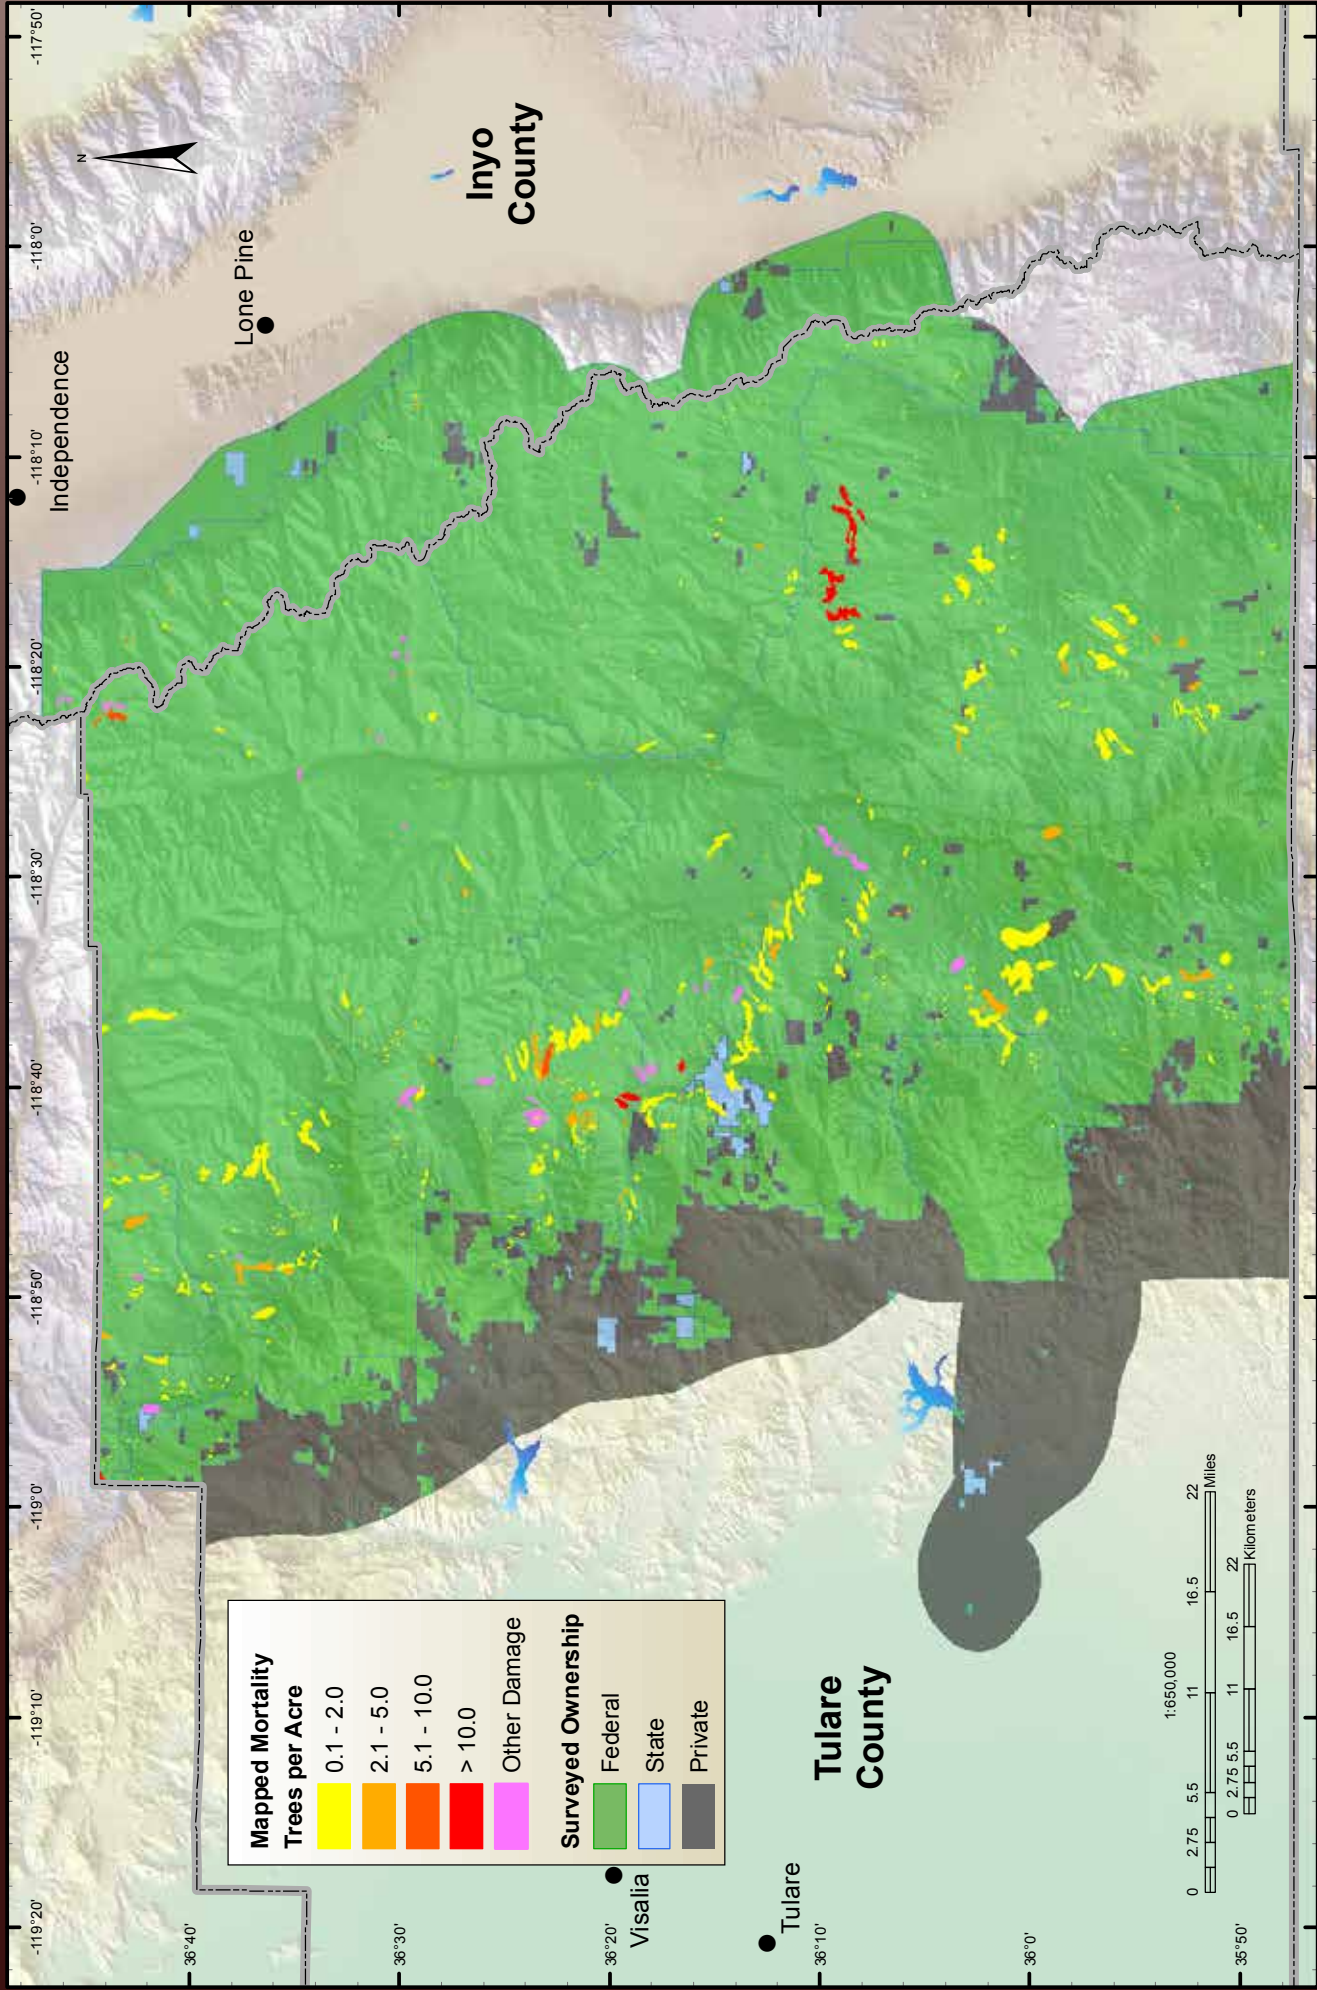 -119°20'
-119°10'
-119°0'
-118°50'
-118°40'
-118°30'
-118°20'
-118°10'
-118°0'
-117°50'
36°40'
36°30'
36°20'
36°10'
36°0'
35°50'
N
Independence
Lone Pine
Inyo
County
Mapped Mortality
Trees per Acre
0.1 - 2.0
2.1 - 5.0
5.1 - 10.0
> 10.0
Other Damage
Surveyed Ownership
Federal
State
Private
Visalia
Tulare
Tulare
County
1:650,000
0 2.75 5.5 11 16.5 22
Miles
0 2.75 5.5 11 16.5 22
Kilometers